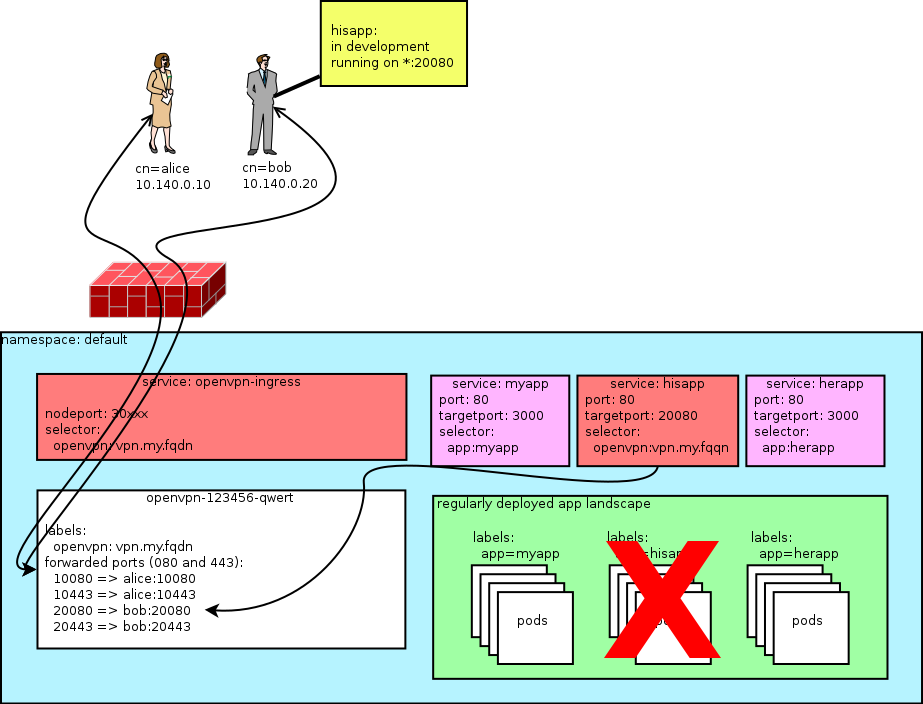 hisapp:
in development
running on *:20080
cn=alice
10.140.0.10
cn=bob
10.140.0.20
namespace: default
service: openvpn-ingress
nodeport: 30xxx
selector:
openvpn: vpn.my.fqdn
service: myapp
port: 80
targetport: 3000
selector:
app:myapp
service: hisapp
port: 80
targetport: 20080
selector:
openvpn:vpn.my.fqqn
service: herapp
port: 80
targetport: 3000
selector:
app:herapp
openvpn-123456-qwert
labels:
openvpn: vpn.my.fqdn
forwarded ports (080 and 443):
10080 => alice:10080
10443 => alice:10443
20080 => bob:20080
20443 => bob:20443
regularly deployed app landscape
labels:
app=myapp
pods
labels:
labels:
app=herapp
pods